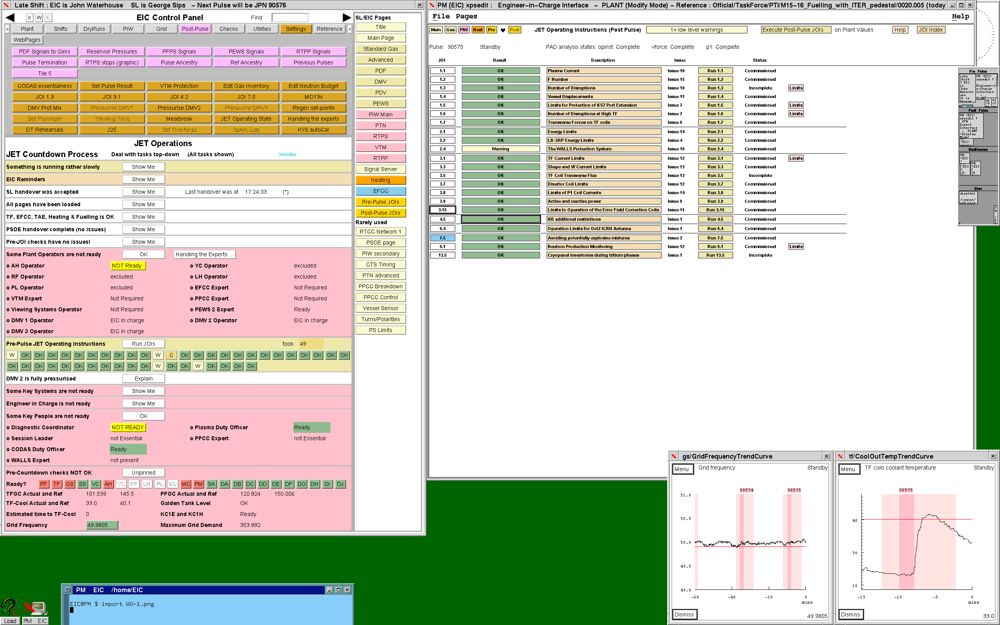 Late Shift : EIC is John Waterhouse SL is George Sips - Next Pulse will be JPN 90576
X W E EIC Control Panel Find
Plant Shifts DryRuns PIW Grid Post-Pulse Checks Utilities Settings Reference
WebPages
PDF Signals to Gims Reservoir Pressures PFPS Signals PEWS Signals RTPP Signals
Pulse Termination RTPS stops (graphic) Pulse Ancestry Ref Ancestry Previous Pulses
Tile 5
CODAS essentialness Set Pulse Result VTM Protection Edit Gas Inventory Edit Neutron Budget
JOI 1.3 JOI 3.1 JOI 4.2 JOI 7.5 MO13s
DMV Prot Mix Pressurise DMV1 Pressurise DMV2 Pressurise DMV3 Regen set-points
Set Reminder Thinking Time Mealbreak JET Operating State Handling the experts
DT Rehearsals J25 Set Overhead Spark Gap KY6 autoCal
JET Operations
JET Countdown Process Deal with tasks top-down (All tasks shown) Standby
Something is running rather slowly Show Me
EIC Reminders Show Me
SL handover was accepted Show Me Last handover was at 17:24:03 (*)
All pages have been loaded Show Me
TF, EFCC, TAE, Heating & Fuelling is OK Show Me
PSOE handover complete (no issues) Show Me
Pre-JOI checks have no issues! Show Me
Some Plant Operators are not ready OK Handling the Experts ...
o AH Operator NOT Ready o YC Operator excluded
o RF Operator excluded o LH Operator excluded
o PL Operator excluded o EFCC Expert Not Required
o VTM Expert Not Required o PPCC Expert Not Required
o Viewing Systems Operator Not Required o PEWS 2 Expert Ready
o DMV 1 Operator EIC in charge o DMV 2 Operator EIC in charge
o DMV 3 Operator EIC in charge
Pre-Pulse JET Operating Instructions Run JOIs took 49
W OK OK OK OK OK OK OK OK OK OK W C OK OK OK OK OK OK OK OK OK OK OK OK OK
OK OK OK OK OK OK OK OK OK OK OK W OK OK W OK OK OK OK
DMV 2 is fully pressurised Explain
Some Key Systems are not ready Show Me
Engineer in Charge is not ready Show Me
Some Key People are not ready OK
o Diagnostic Coordinator NOT READY o Plasma Duty Officer Ready
o Session Leader not Essential o PPCC Expert not Essential
o CODAS Duty Officer Ready
o WALLS Expert not present
Pre-Countdown checks NOT OK Unpinned
Ready? PF TF GS SS VC AH YC RF LH PL SC MC PM SA DA DB DC DD DE DF DG DH DI DJ
TFGC Actual and Ref 101.539 145.5 PFGC Actual and Ref 120.824 150.006
TF-Cool Actual and Ref 33.0 40.1 Galden Tank Level OK
Estimated time to TF-Cool 0 KC1E and KC1H Ready
Grid Frequency 49.9805 Maximum Grid Demand 353.882
SL/EIC Pages
Title
Main Page
Standard Gas
Advanced
PDF
DMV
PDV
PEWS
PIW Main
PTN
RTPS
VTM
RTPP
Signal Server
Heating
EFCC
Pre-Pulse JOIs
Post-Pulse JOIs
Rarely used
RTCC Network 1
PSOE page
PIW secondary
CTS Timing
PTN advanced
PPCC Breakdown
PPCC Control
Vessel Sensor
Turns/Polarities
PS Limits
PM (EIC) xpsedit : Engineer-in-Charge Interface - PLANT (Modify Mode) - Reference : Official/TaskForce/PTI/M15-16_Fuelling_with_ITER_pedestal/0020.005 (today
File Pages Help
Main Gas PIW Heat Pre ♥ Post JET Operating Instructions (Post Pulse) 1+ low level warnings Execute Post-Pulse JOIs on Plant Values Help JOI Index
Pulse: 90575 Standby PAD analysis states: opinst: Complete vforce: Complete p1: Complete
JOI Result Description Issue Status
1.1 OK Plasma Current Issue 10 Run 1.1 Commissioned
1.2 OK F Number Issue 15 Run 1.2 Commissioned
1.3 OK Number of Disruptions Issue 10 Run 1.3 Incomplete Limits
1.4 OK Vessel Displacements Issue 11 Run 1.4 Commissioned
1.5 OK Limits for Protection of KS7 Port Extension Issue 7 Run 1.5 Commissioned Limits
1.6 OK Number of Disruptions at High TF Issue 7 Run 1.6 Commissioned Limits
1.7 OK Transverse Forces on TF coils Issue 6 Run 1.7 Commissioned
2.1 OK Energy Limits Issue 14 Run 2.1 Commissioned
2.2 OK LB-SRP Energy Limits Issue 4 Run 2.2 Commissioned
2.4 Warning The WALLS Protection System Issue 10 Run 2.4 Commissioned
3.1 OK TF Current Limits Issue 12 Run 3.1 Commissioned Limits
3.3 OK Shape and Vf Current Limits Issue 13 Run 3.3 Commissioned
3.5 OK TF Coil Transverse Flux Issue 13 Run 3.5 Incomplete
3.7 OK Divertor Coil Limits Issue 12 Run 3.7 Commissioned
3.8 OK Limits of P1 Coil Currents Issue 14 Run 3.8 Commissioned
3.9 OK Active and reactive power Issue 9 Run 3.9 Commissioned
3.15 OK Limits to Operation of the Error Field Correction Coils Issue 11 Run 3.15 Commissioned
4.5 OK NB additional restrictions Issue 1 Run 4.5 Commissioned
6.4 OK Operation Limits for Oct2 ICRH Antenna Issue 1 Run 6.4 Commissioned
7.5 OK Avoiding potentially explosive mixtures Issue 2 Run 7.5 Commissioned
9.1 OK Neutron Production Monitoring Issue 12 Run 9.1 Commissioned Limits
13.5 OK Cryopanel inventories during tritium phases Issue 1 Run 13.5 Incomplete
Pre Pulse
Post Pulse
Continuous
User
gs/GridFrequencyTrendCurve
Menu Grid frequency Standby
90574 90575
51.0
50.5
50.0
49.5
49.0
-60 -40 -20 0
mins
Dismiss 49.9805
tf/CoolOutTempTrendCurve
Menu TF coils coolant temperature Standby
90575
40
30
20
-15 -10 -5 0
mins
Dismiss 33.0
PM EIC /home/EIC
EIC@PM $ import WO-1.png
Load PM EIC